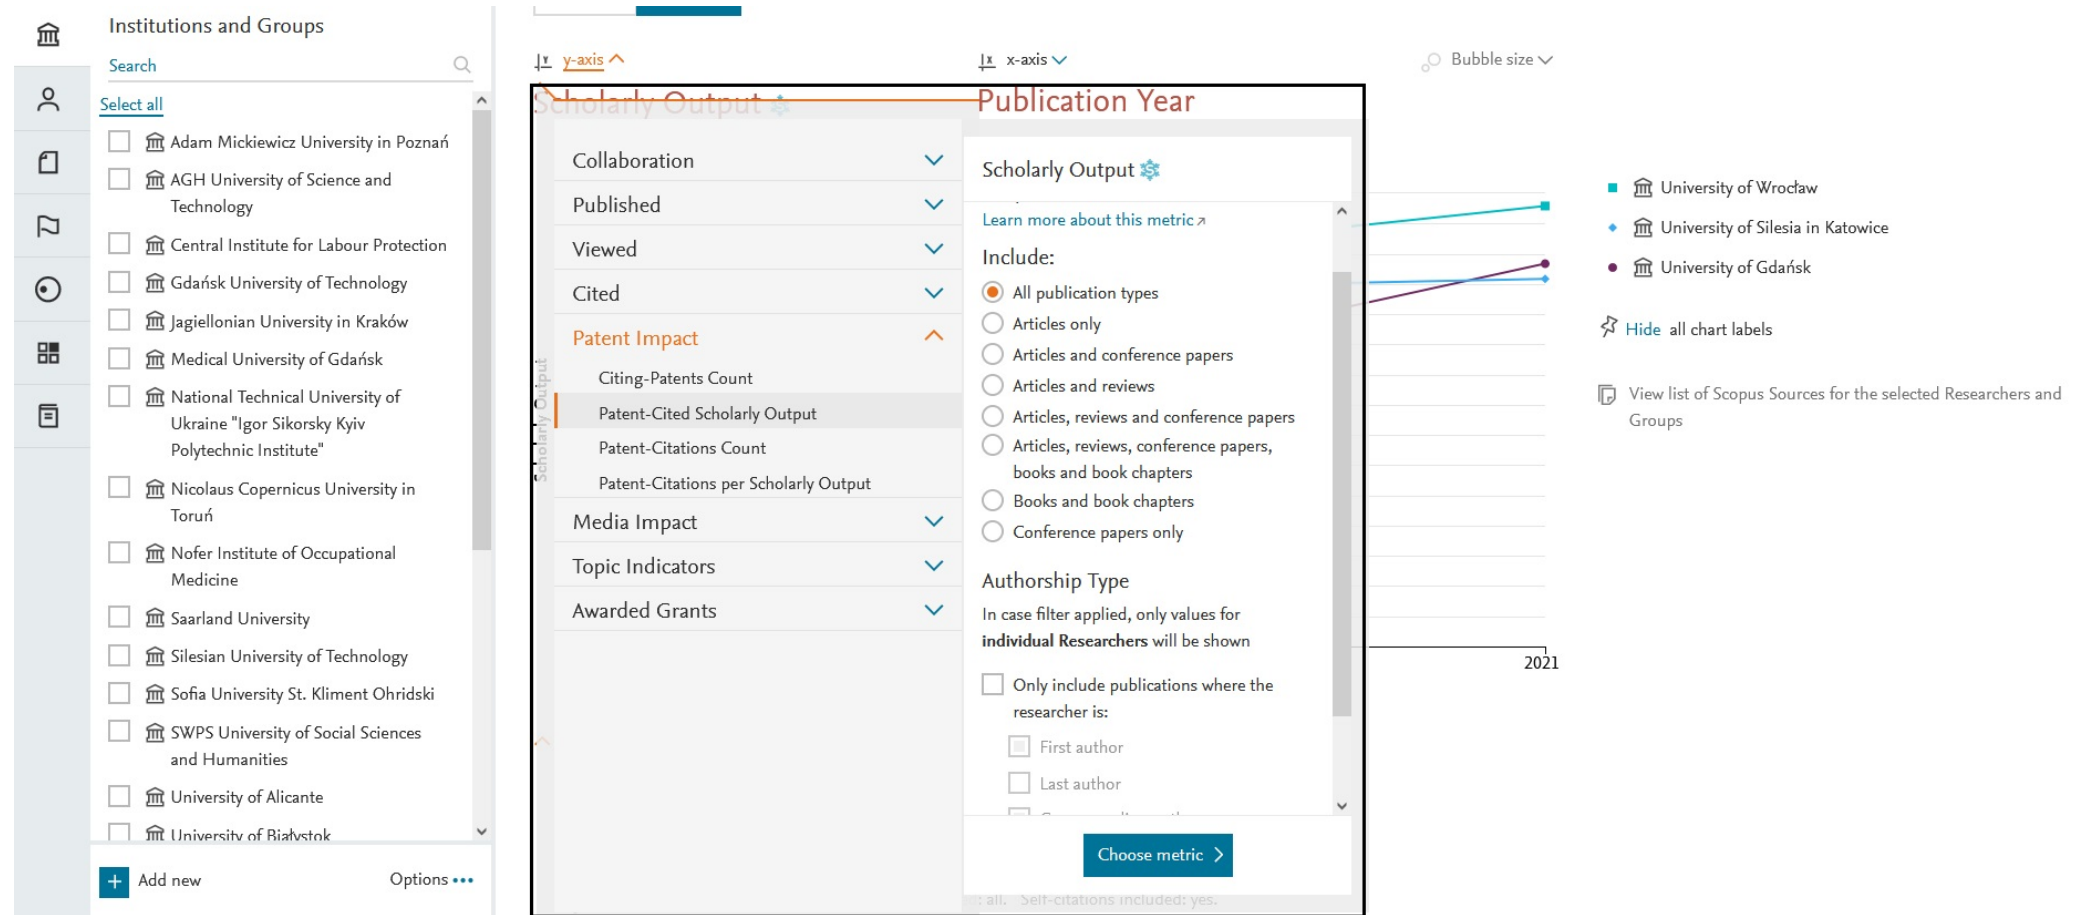 Institutions and Groups
Search
Select all
Adam Mickiewicz University in Poznań
AGH University of Science and
Technology
Central Institute for Labour Protection
Gdańsk University of Technology
Jagiellonian University in Kraków
Medical University of Gdańsk
National Technical University of
Ukraine "Igor Sikorsky Kyiv
Polytechnic Institute"
Nicolaus Copernicus University in
Toruń
Nofer Institute of Occupational
Medicine
Saarland University
Silesian University of Technology
Sofia University St. Kliment Ohridski
SWPS University of Social Sciences
and Humanities
University of Alicante
University of Białystok
Add new
Options
y-axis
x-axis
Bubble size
Scholarly Output
Publication Year
Scholarly Output
Collaboration
Published
Viewed
Cited
Patent Impact
Citing-Patents Count
Patent-Cited Scholarly Output
Patent-Citations Count
Patent-Citations per Scholarly Output
Media Impact
Topic Indicators
Awarded Grants
Scholarly Output
Learn more about this metric
Include:
All publication types
Articles only
Articles and conference papers
Articles and reviews
Articles, reviews and conference papers
Articles, reviews, conference papers,
books and book chapters
Books and book chapters
Conference papers only
Authorship Type
In case filter applied, only values for
individual Researchers will be shown
Only include publications where the
researcher is:
First author
Last author
Choose metric
: all. Self-citations included: yes.
2021
University of Wrocław
University of Silesia in Katowice
University of Gdańsk
Hide all chart labels
View list of Scopus Sources for the selected Researchers and
Groups